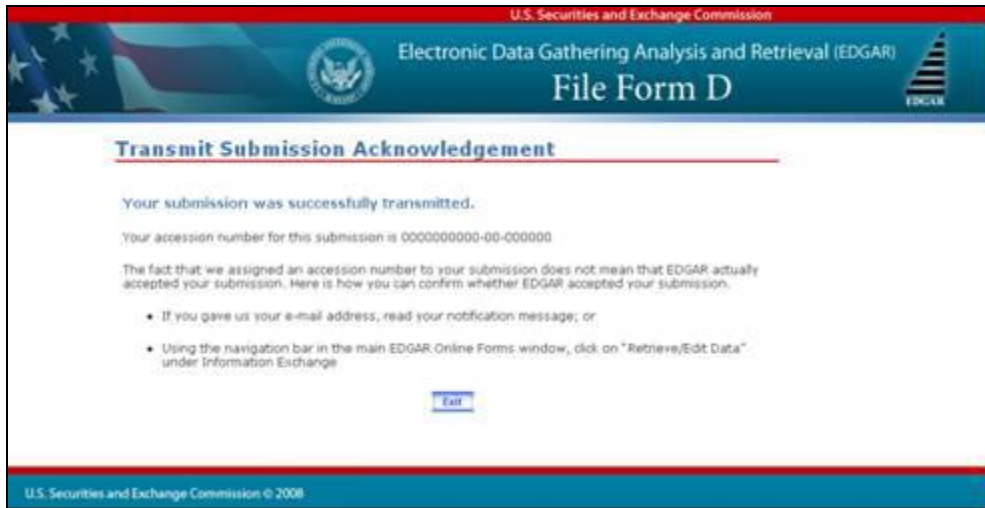 U.S. Securities and Exchange Commission
Electronic Data Gathering Analysis and Retrieval (EDGAR)
File Form D
EDGAR
Transmit Submission Acknowledgement
Your submission was successfully transmitted.
Your accession number for this submission is 0000000000-00-000000
The fact that we assigned an accession number to your submission does not mean that EDGAR actually
accepted your submission. Here is how you can confirm whether EDGAR accepted your submission.
• If you gave us your e-mail address, read your notification message; or
• Using the navigation bar in the main EDGAR Online Forms window, click on "Retrieve/Edit Data"
under Information Exchange
Exit
U.S. Securities and Exchange Commission © 2008